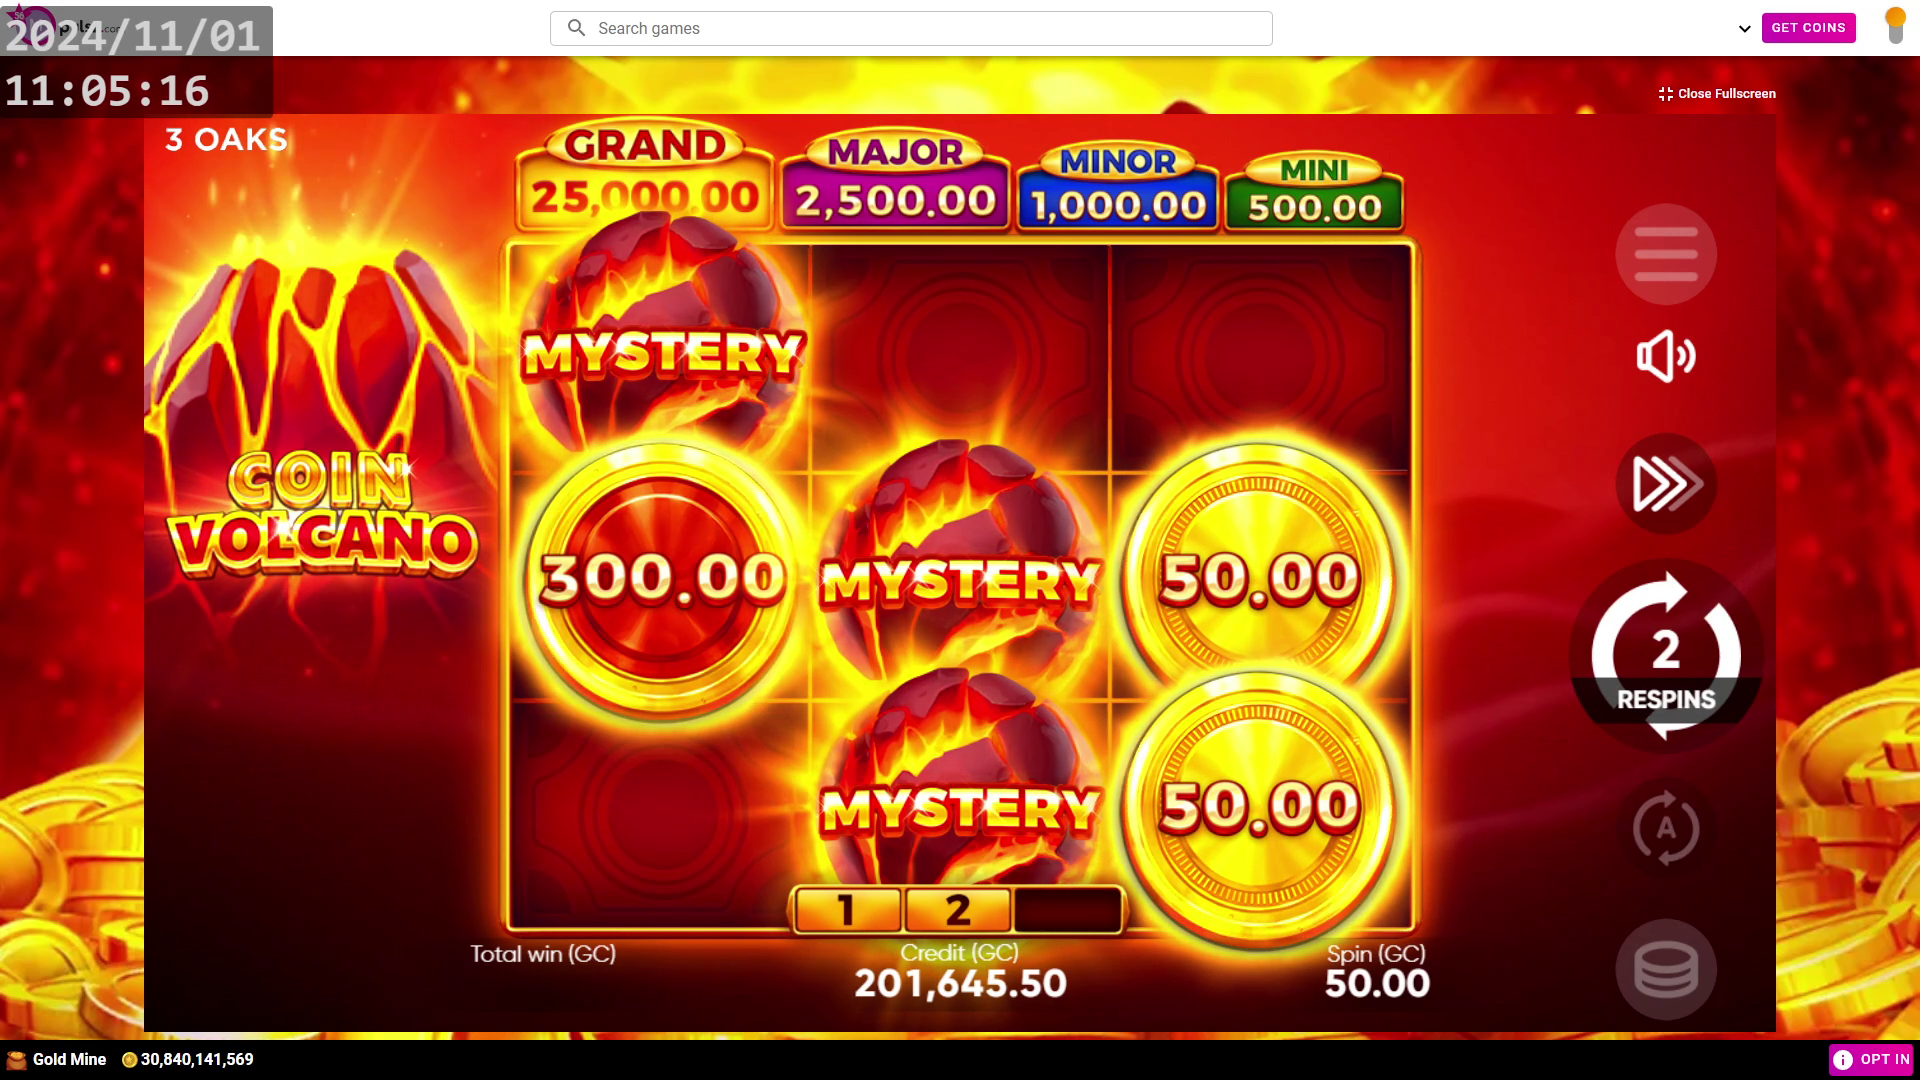 2024/11/01
11:05:16
Search games
GET COINS
Close Fullscreen
3 OAKS
GRAND
25,000.00
MAJOR
2,500.00
MINOR
1,000.00
MINI
500.00
MYSTERY
COIN
VOLCANO
300.00
MYSTERY
50.00
2
RESPINS
MYSTERY
50.00
A
1
2
Total win (GC)
Credit (GC)
201,645.50
Spin (GC)
50.00
Gold Mine
30,840,141,569
OPT IN